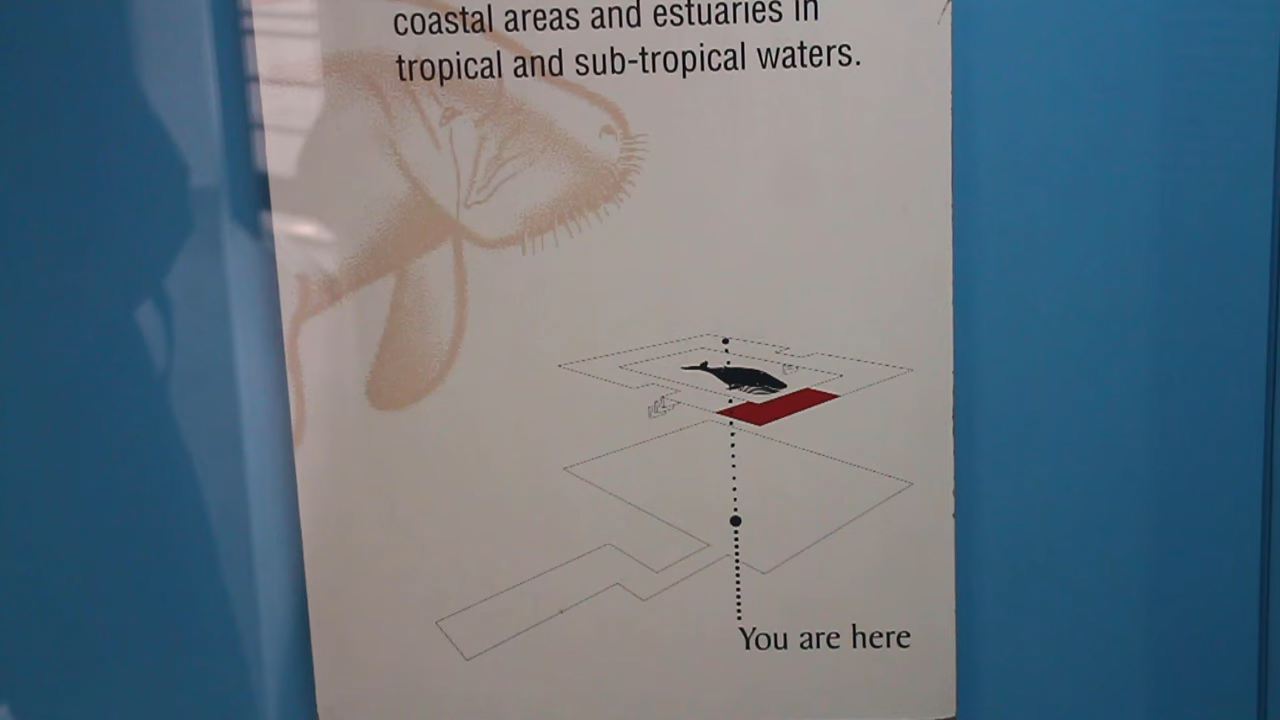 coastal areas and estuaries in
tropical and sub-tropical waters.
You are here